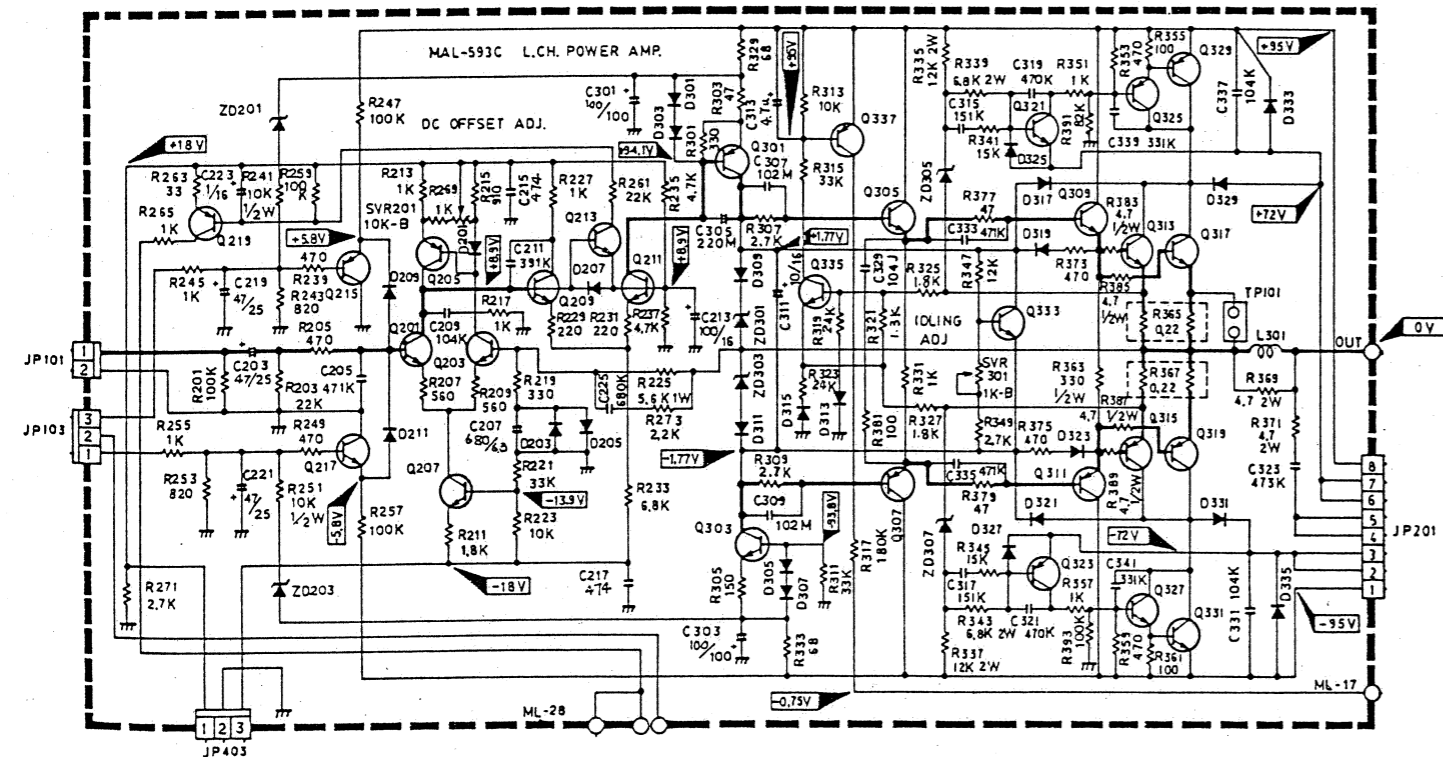 MAL-593C L.CH. POWER AMP.
DC OFFSET ADJ.
ZD201
R247
100K
+18V
R263
33
C223
1/16
R241
10K
1/2W
R259
100
K
R265
1K
Q219
+5.8V
R245
1K
C219
47/25
470
R239
R243
820
Q215
R205
470
JP101
1
2
R201
100K
C203
47/25
R203
22K
C205
471K
JP103
3
2
1
R255
1K
R249
470
Q217
R253
820
C221
47/25
R251
10K
1/2W
-5.8V
R257
100K
R271
2.7K
ZD203
JP403
1 2 3
R213
1K
R269
1K
SVR201
10K-B
R215
910
C215
474
D201
Q205
+8.9V
D209
Q201
C209
104K
R217
1K
Q203
R207
560
R209
560
D211
Q207
R211
1.8K
-18V
C211
391K
R227
1K
Q213
R261
22K
D207
Q209
R229
220
R231
220
Q211
R237
4.7K
R235
4.7K
+8.9V
C213
100/16
R219
330
C207
680/6.3
D203
D205
R221
33K
-13.9V
R223
10K
C225
680K
R225
5.6K 1W
R273
2.2K
R233
6.8K
C217
474
C301
100/100
D301
D303
+94.1V
R329
68
R303
47
R301
330
C313
4.7u
+95V
R313
10K
Q337
Q301
C307
102M
R315
33K
C305
220M
R307
2.7K
+1.77V
D309
ZD301
C311
10/16
Q335
R319
24K
ZD303
R323
24K
D315
D313
D311
-1.77V
R309
2.7K
C309
102M
-93.8V
Q303
R305
150
D305
D307
R311
33K
C303
100/100
R333
68
R317
180K
-0.75V
Q305
C329
104J
R325
1.8K
R321
1.3K
IDLING
ADJ
R331
1K
R381
100
R327
1.8K
Q307
R335
12K 2W
R339
6.8K 2W
C319
470K
R351
1K
C315
151K
Q321
R341
15K
D325
R391
82K
C339 331K
R353
470
R355
100
Q325
Q329
C337
104K
D333
+95V
ZD305
D317
R377
47
C333
471K
Q309
D329
+72V
R347
12K
D319
R373
470
R383
4.7
Q313
R385
4.7
1/2W
Q317
Q333
R365
0.22
TP101
SVR
301
1K-B
R363
330
1/2W
R367
0.22
L301
OUT
0V
R369
4.7 2W
R371
4.7
2W
C323
473K
R349
2.7K
R375
470
D323
R387
1/2W
4.7
Q315
Q319
C335
471K
R379
47
Q311
R389
4.7
1/2W
D321
D331
-72V
ZD307
D327
R345
15K
C317
151K
Q323
R357
1K
C341
331K
Q327
R343
6.8K 2W
C321
470K
R393
100K
R359
470
R361
100
Q331
R337
12K 2W
C331 104K
D335
-95V
8
7
6
5
4
3
2
1
JP201
ML-17
ML-28